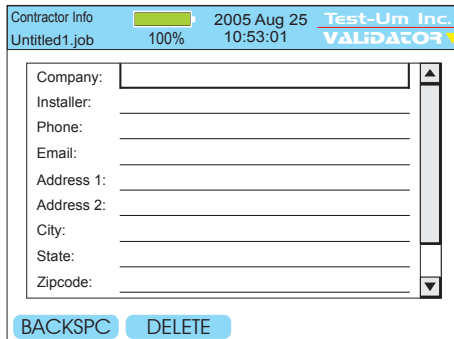 Contractor Info 2005 Aug 25 Test-Um Inc.
Untitled1.job 100% 10:53:01 VALiDATOR
Company:
Installer:
Phone:
Email:
Address 1:
Address 2:
City:
State:
Zipcode:
BACKSPC DELETE